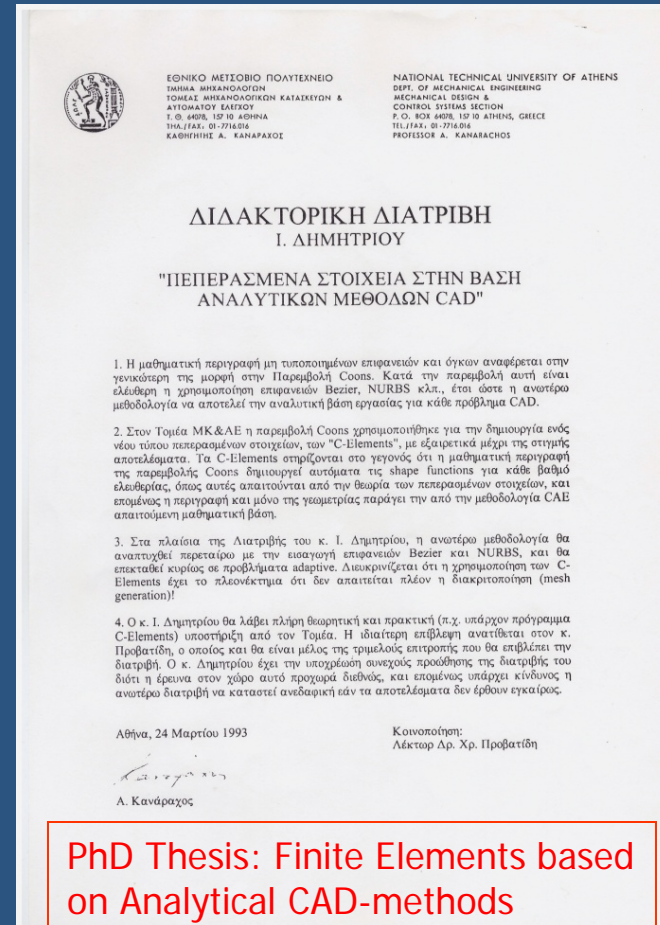 ΕΘΝΙΚΟ ΜΕΤΣΟΒΙΟ ΠΟΛΥΤΕΧΝΕΙΟ
ΤΜΗΜΑ ΜΗΧΑΝΟΛΟΓΩΝ
ΤΟΜΕΑΣ ΜΗΧΑΝΟΛΟΓΙΚΩΝ ΚΑΤΑΣΚΕΥΩΝ &
ΑΥΤΟΜΑΤΟΥ ΕΛΕΓΧΟΥ
Τ. Θ. 64078, 157 10 ΑΘΗΝΑ
ΤΗΛ./FAX: 01-7716.016
ΚΑΘΗΓΗΤΗΣ Α. ΚΑΝΑΡΑΧΟΣ
NATIONAL TECHNICAL UNIVERSITY OF ATHENS
DEPT. OF MECHANICAL ENGINEERING
MECHANICAL DESIGN &
CONTROL SYSTEMS SECTION
P. O. BOX 64078, 157 10 ATHENS, GREECE
TEL./FAX: 01-7716.016
PROFESSOR A. KANARACHOS
ΔΙΔΑΚΤΟΡΙΚΗ ΔΙΑΤΡΙΒΗ
Ι. ΔΗΜΗΤΡΙΟΥ
"ΠΕΠΕΡΑΣΜΕΝΑ ΣΤΟΙΧΕΙΑ ΣΤΗΝ ΒΑΣΗ
ΑΝΑΛΥΤΙΚΩΝ ΜΕΘΟΔΩΝ CAD"
1. Η μαθηματική περιγραφή μη τυποποιημένων επιφανειών και όγκων αναφέρεται στην
γενικώτερη της μορφή στην Παρεμβολή Coons. Κατά την παρεμβολή αυτή είναι
ελέυθερη η χρησιμοποίηση επιφανειών Bezier, NURBS κλπ., έτσι ώστε η ανωτέρω
μεθοδολογία να αποτελεί την αναλυτική βάση εργασίας για κάθε πρόβλημα CAD.
2. Στον Τομέα ΜΚ&ΑΕ η παρεμβολή Coons χρησιμοποιήθηκε για την δημιουργία ενός
νέου τύπου πεπερασμένων στοιχείων, των "C-Elements", με εξαιρετικά μέχρι της στιγμής
αποτελέσματα. Τα C-Elements στηρίζονται στο γεγονός ότι η μαθηματική περιγραφή
της παρεμβολής Coons δημιουργεί αυτόματα τις shape functions για κάθε βαθμό
ελευθερίας, όπως αυτές απαιτούνται από την θεωρία των πεπερασμένων στοιχείων, και
επομένως η περιγραφή και μόνο της γεωμετρίας παράγει την από την μεθοδολογία CAE
απαιτούμενη μαθηματική βάση.
3. Στα πλαίσια της Διατριβής του κ. Ι. Δημητρίου, η ανωτέρω μεθοδολογία θα
αναπτυχθεί περεταίρω με την εισαγωγή επιφανειών Bezier και NURBS, και θα
επεκταθεί κυρίως σε προβλήματα adaptive. Διευκρινίζεται ότι η χρησιμοποίηση των C-
Elements έχει το πλεονέκτημα ότι δεν απαιτείται πλέον η διακριτοποίηση (mesh
generation)!
4. Ο κ. Ι. Δημητρίου θα λάβει πλήρη θεωρητική και πρακτική (π.χ. υπάρχον πρόγραμμα
C-Elements) υποστήριξη από τον Τομέα. Η ιδιαίτερη επίβλεψη ανατίθεται στον κ.
Προβατίδη, ο οποίος και θα είναι μέλος της τριμελούς επιτροπής που θα επιβλέπει την
διατριβή. Ο κ. Δημητρίου έχει την υποχρέωση συνεχούς προώθησης της διατριβής του
διότι η έρευνα στον χώρο αυτό προχωρά διεθνώς, και επομένως υπάρχει κίνδυνος η
ανωτέρω διατριβή να καταστεί ανεδαφική εάν τα αποτελέσματα δεν έρθουν εγκαίρως.
Αθήνα, 24 Μαρτίου 1993
Κοινοποίηση:
Λέκτωρ Δρ. Χρ. Προβατίδη
Α. Κανάραχος
PhD Thesis: Finite Elements based
on Analytical CAD-methods